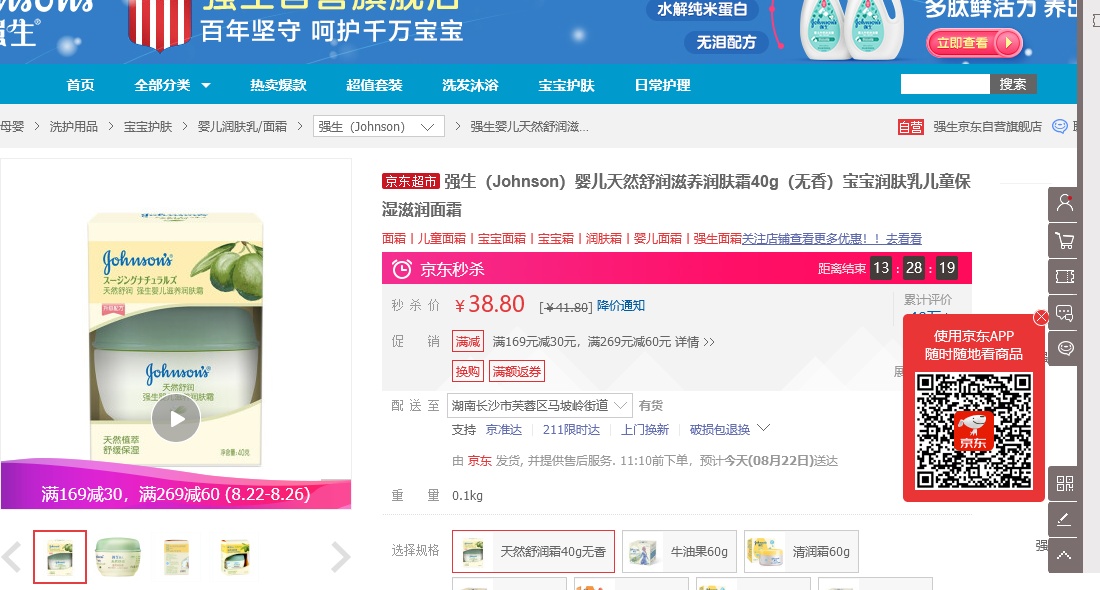 强生
百年坚守 呵护千万宝宝
水解纯米蛋白
无泪配方
多肽鲜活力 养出
立即查看
首页
全部分类
热卖爆款
超值套装
洗发沐浴
宝宝护肤
日常护理
搜索
母婴 > 洗护用品 > 宝宝护肤 > 婴儿润肤乳/面霜 > 强生（Johnson） > 强生婴儿天然舒润滋...
自营 强生京东自营旗舰店
京东超市 强生（Johnson）婴儿天然舒润滋养润肤霜40g（无香）宝宝润肤乳儿童保
湿滋润面霜
面霜丨儿童面霜丨宝宝面霜丨宝宝霜丨润肤霜丨婴儿面霜丨强生面霜关注店铺查看更多优惠！！去看看
京东秒杀
距离结束 13 : 28 : 19
秒杀价 ￥38.80 [￥41.80] 降价通知
累计评价
促销 满减 满169元减30元，满269元减60元 详情 >>
换购 满额返券
配送至 湖南长沙市芙蓉区马坡岭街道 有货
支持 京准达 211限时达 上门换新 破损包退换
由 京东 发货, 并提供售后服务. 11:10前下单，预计今天(08月22日)送达
重量 0.1kg
选择规格 天然舒润霜40g无香 牛油果60g 清润霜60g
Johnson's
スージングナチュラルズ
天然舒润 强生婴儿滋养润肤霜
Johnson's
天然舒润
强生婴儿滋养润肤霜
天然植萃
舒缓保湿
净含量:40克
满169减30，满269减60 (8.22-8.26)
使用京东APP
随时随地看商品
京东